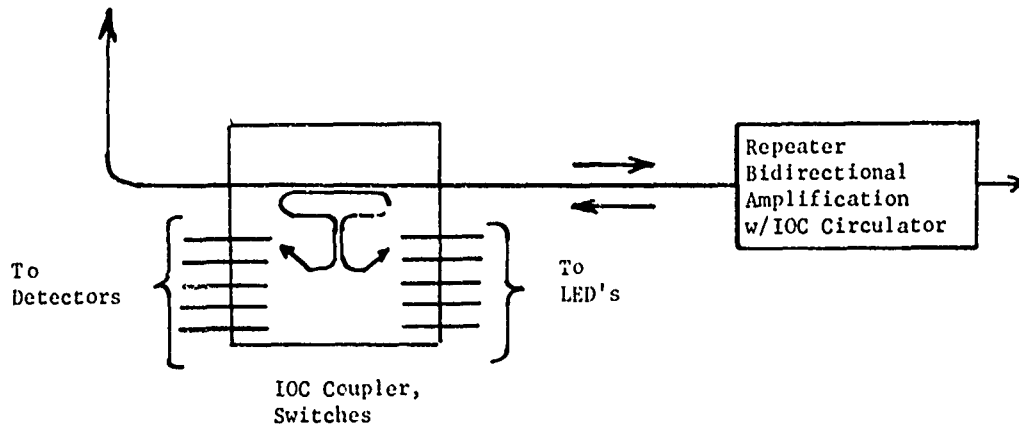 Repeater
Bidirectional
Amplification
w/IOC Circulator
To
Detectors
To
LED's
IOC Coupler,
Switches